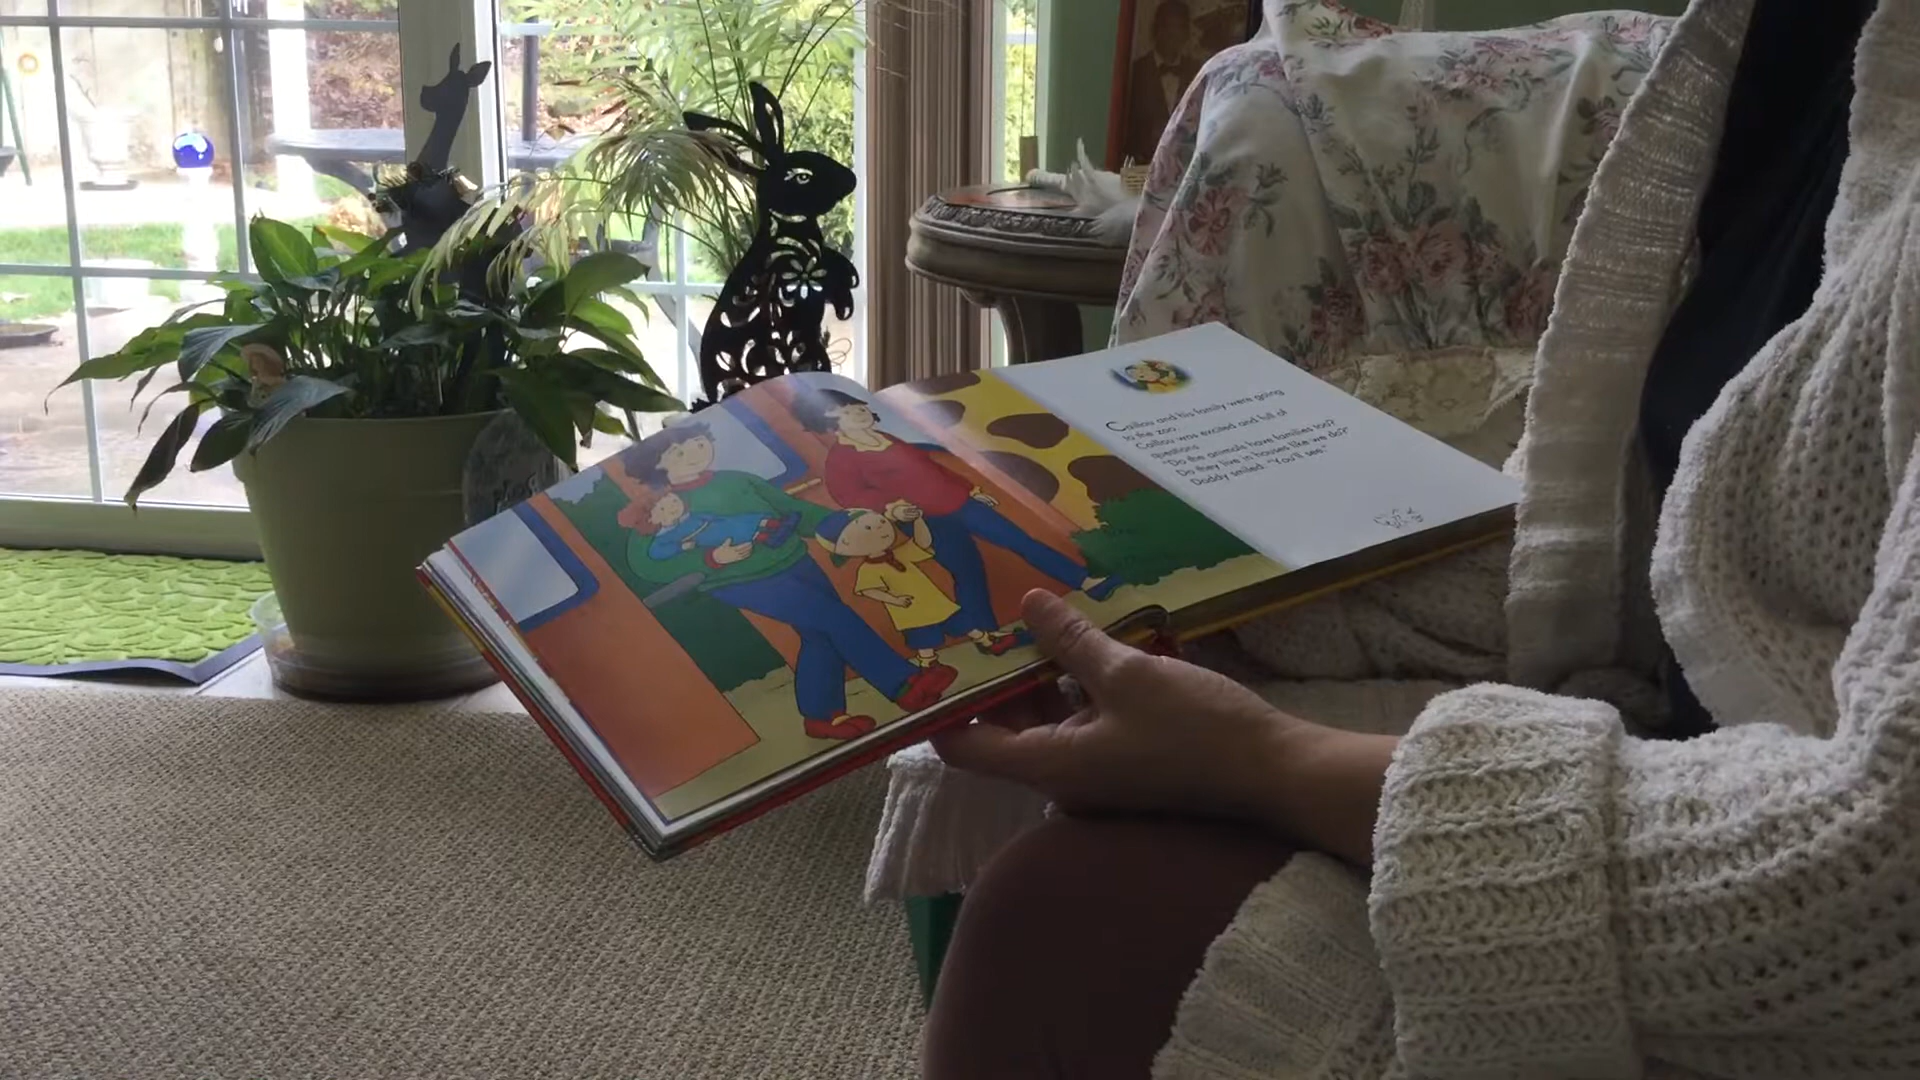 Caillou and his family were going
to the zoo.
Caillou was excited and full of
questions.
"Do the animals have families too?
Do they live in houses like we do?"
Daddy smiled. "You'll see."